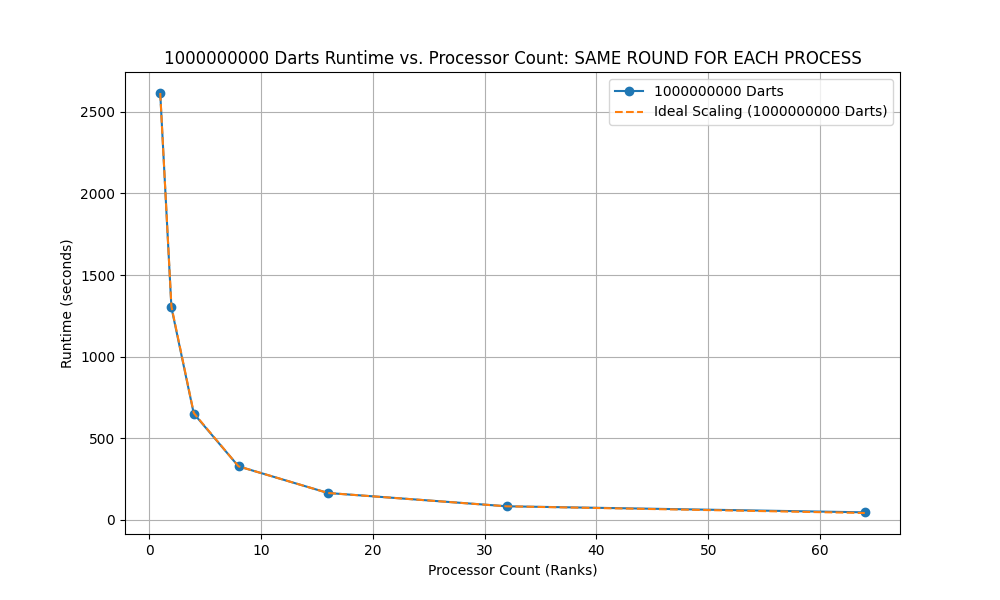 1000000000 Darts Runtime vs. Processor Count: SAME ROUND FOR EACH PROCESS
1000000000 Darts
Ideal Scaling (1000000000 Darts)
Runtime (seconds)
2500
2000
1500
1000
500
0
0 10 20 30 40 50 60
Processor Count (Ranks)